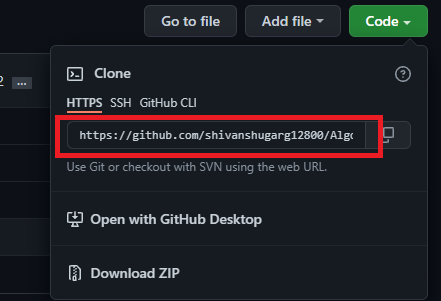 Go to file Add file Code
2 ...
Clone
HTTPS SSH GitHub CLI
https://github.com/shivanshugarg12800/Algo
Use Git or checkout with SVN using the web URL.
Open with GitHub Desktop
Download ZIP